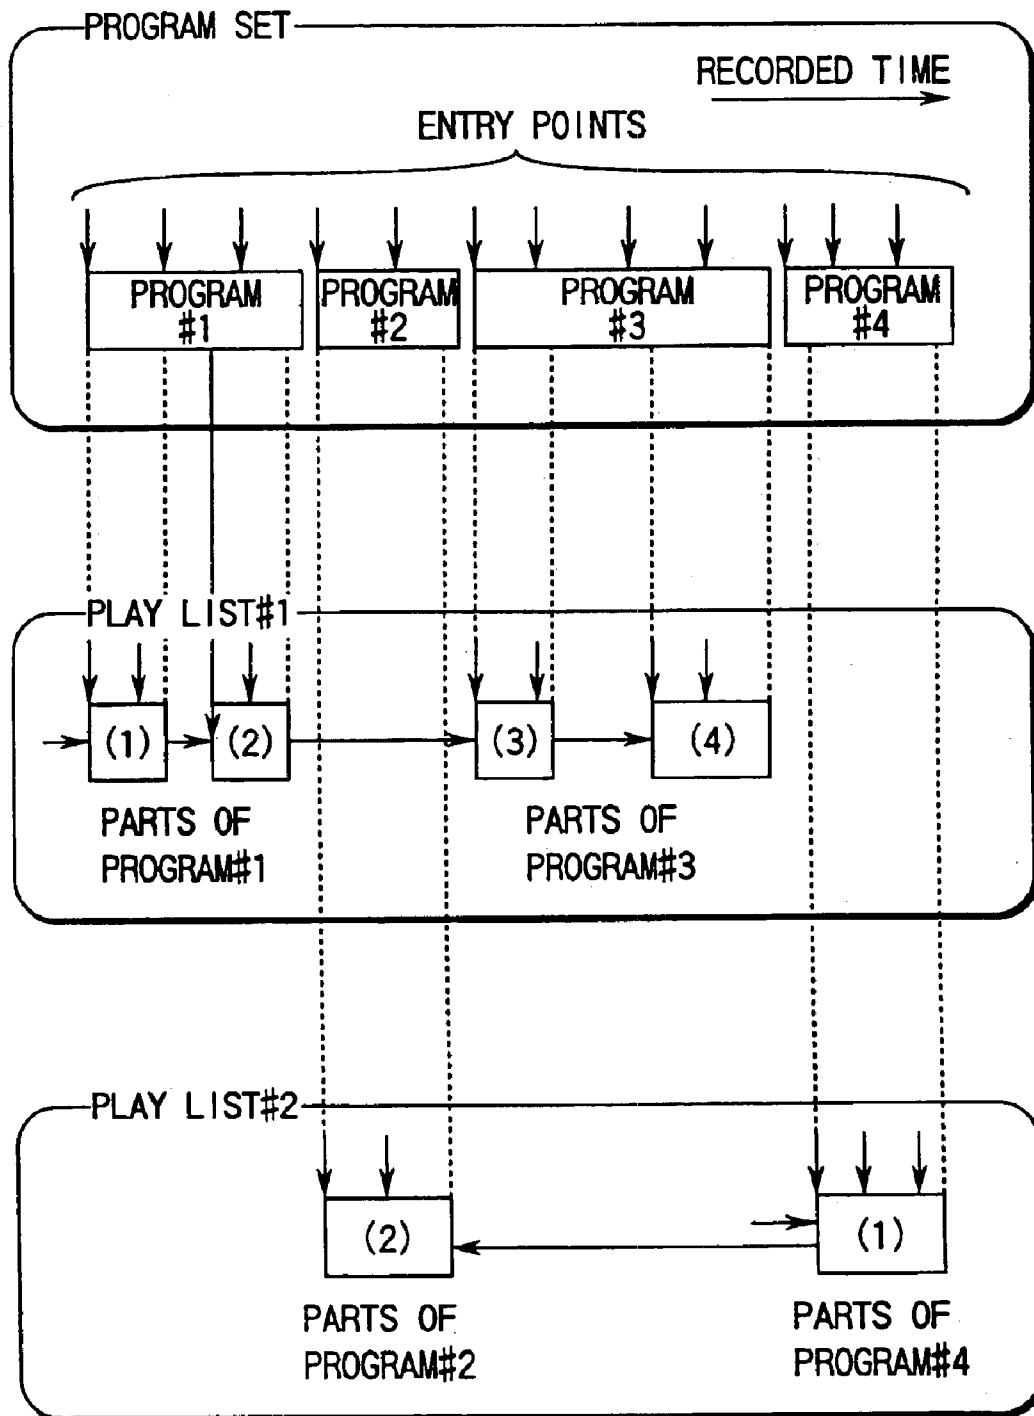 PROGRAM SET
RECORDED TIME
ENTRY POINTS
PROGRAM
#1
PROGRAM
#2
PROGRAM
#3
PROGRAM
#4
PLAY LIST#1
(1)
(2)
(3)
(4)
PARTS OF
PROGRAM#1
PARTS OF
PROGRAM#3
PLAY LIST#2
(2)
(1)
PARTS OF
PROGRAM#2
PARTS OF
PROGRAM#4